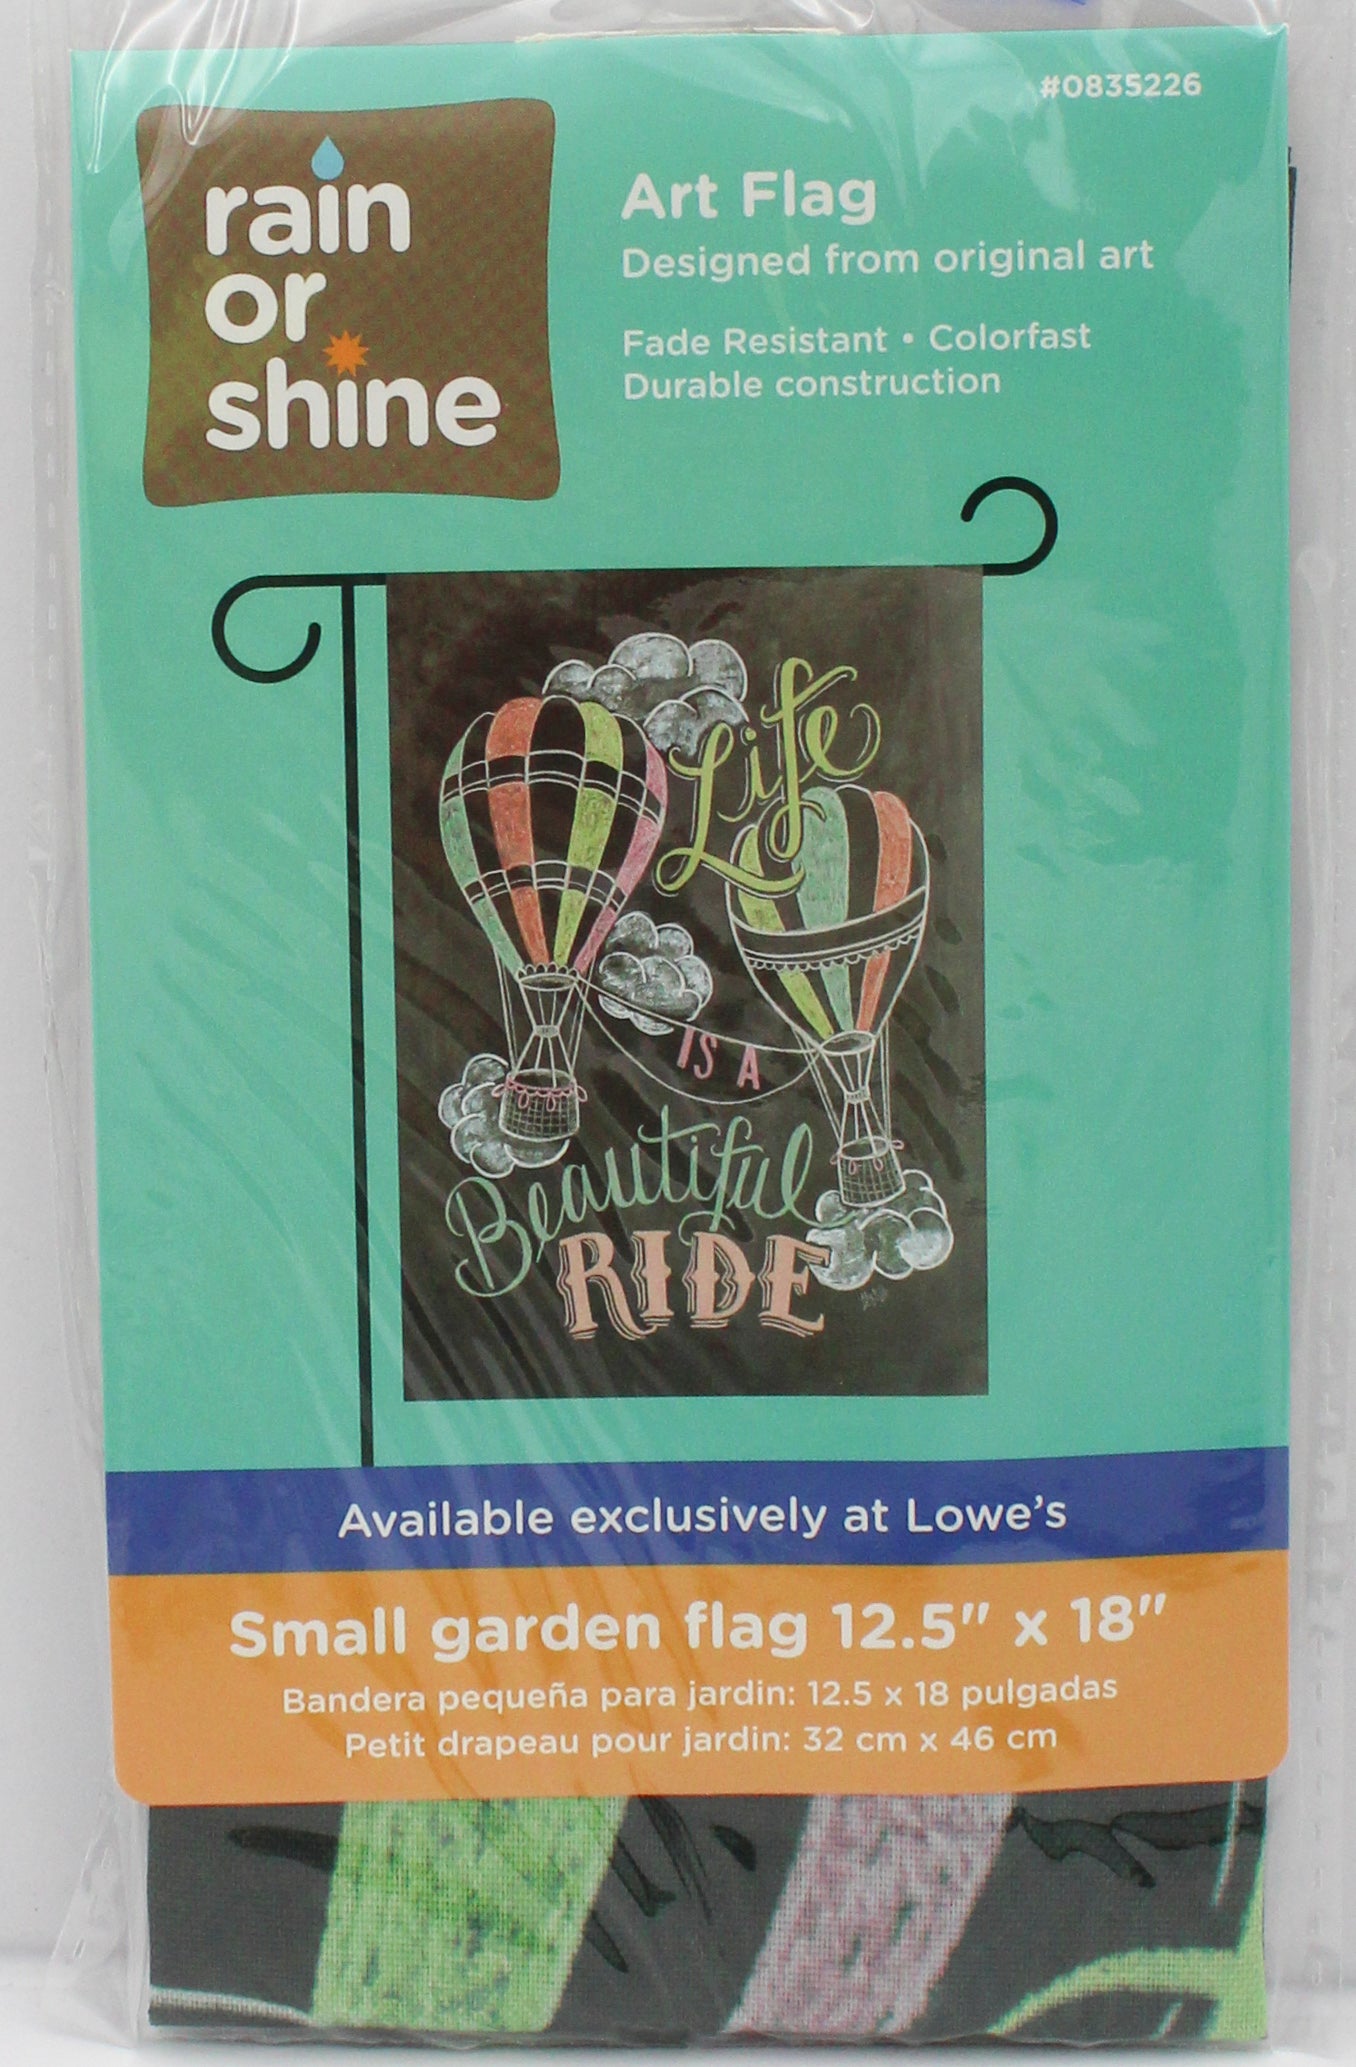 #0835226
rain
or
shine
Art Flag
Designed from original art
Fade Resistant • Colorfast
Durable construction
Life
IS A
Beautiful
RIDE
Available exclusively at Lowe's
Small garden flag 12.5" x 18"
Bandera pequeña para jardin: 12.5 x 18 pulgadas
Petit drapeau pour jardin: 32 cm x 46 cm